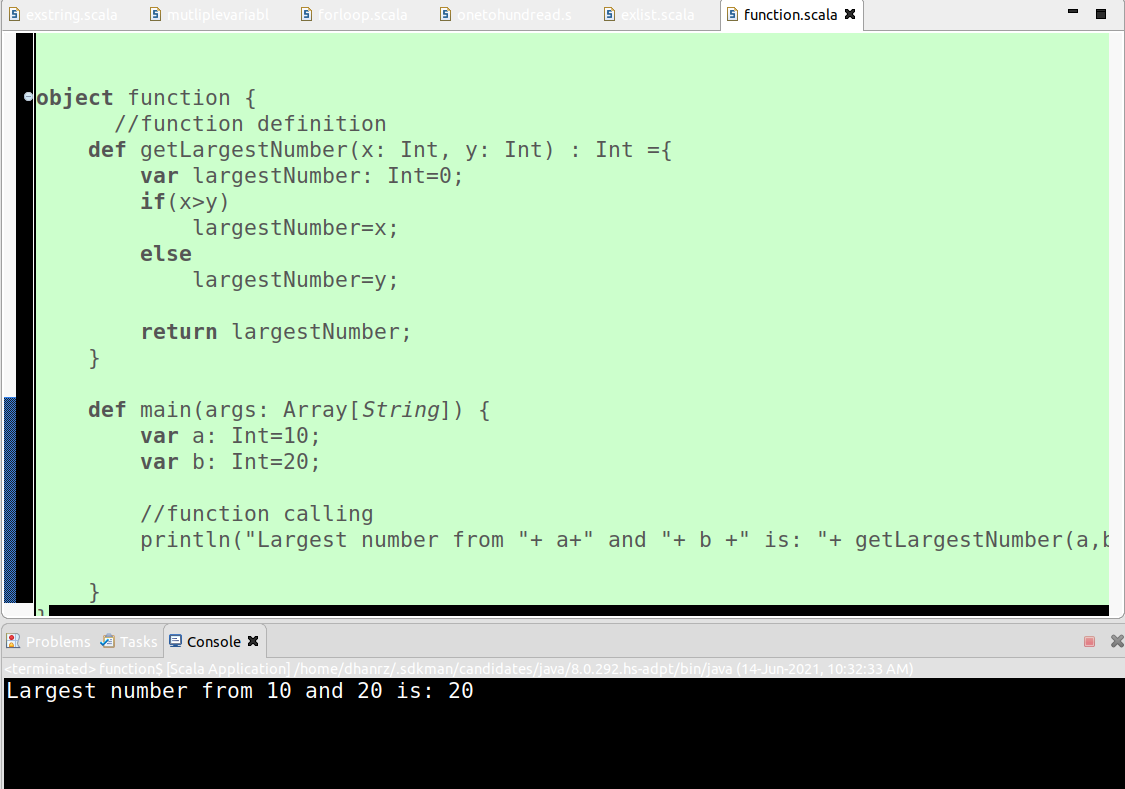 exstring.scala mutliplevariabl forloop.scala onetohundread.s exlist.scala function.scala
object function {
//function definition
def getLargestNumber(x: Int, y: Int) : Int ={
var largestNumber: Int=0;
if(x>y)
largestNumber=x;
else
largestNumber=y;
return largestNumber;
}
def main(args: Array[String]) {
var a: Int=10;
var b: Int=20;
//function calling
println("Largest number from "+ a+" and "+ b +" is: "+ getLargestNumber(a,b
}
}
Problems Tasks Console
<terminated> function$ [Scala Application] /home/dhanrz/.sdkman/candidates/java/8.0.292.hs-adpt/bin/java (14-Jun-2021, 10:32:33 AM)
Largest number from 10 and 20 is: 20